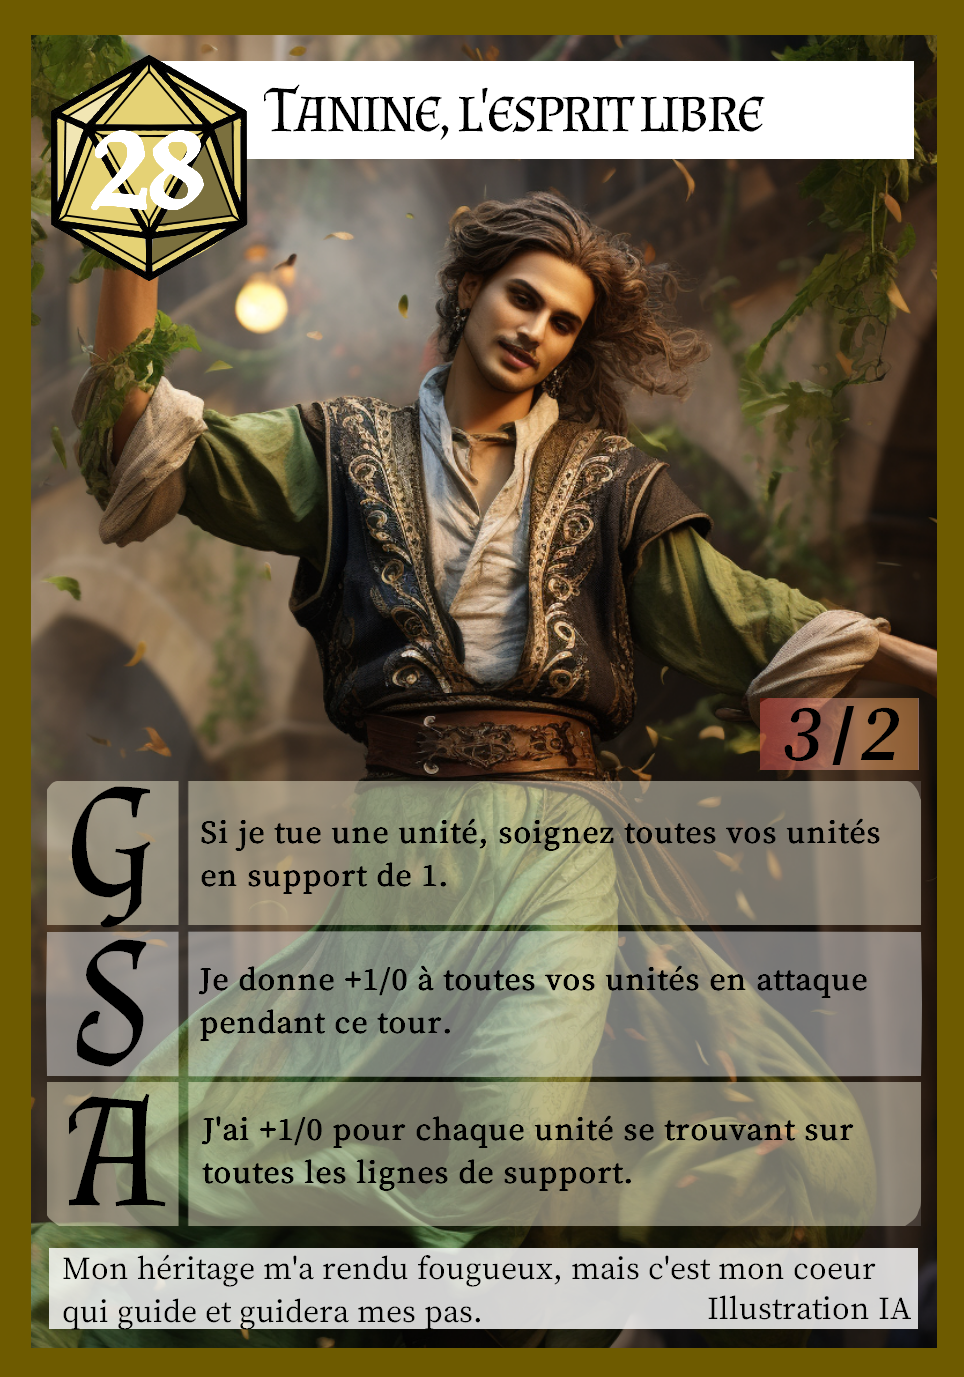 28
Tanine, l'esprit libre
3/2
G
Si je tue une unité, soignez toutes vos unités
en support de 1.
S
Je donne +1/0 à toutes vos unités en attaque
pendant ce tour.
A
J'ai +1/0 pour chaque unité se trouvant sur
toutes les lignes de support.
Mon héritage m'a rendu fougueux, mais c'est mon coeur
qui guide et guidera mes pas.
Illustration IA